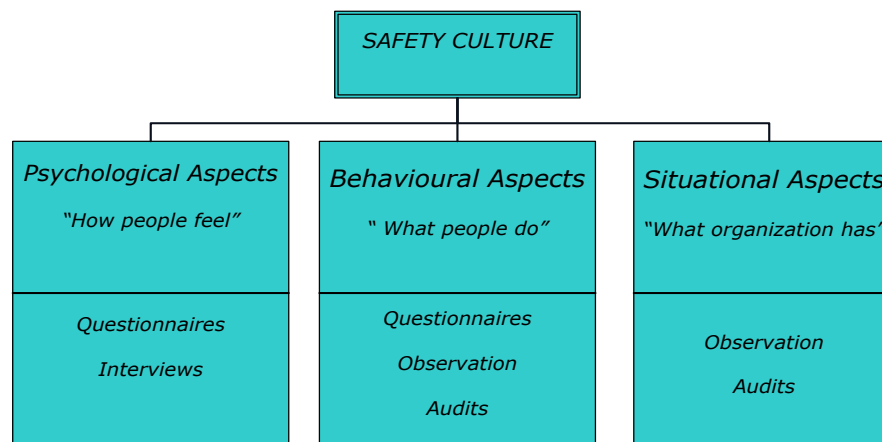 SAFETY CULTURE
Psychological Aspects
“How people feel”
Questionnaires
Interviews
Behavioural Aspects
“ What people do”
Questionnaires
Observation
Audits
Situational Aspects
“What organization has”
Observation
Audits